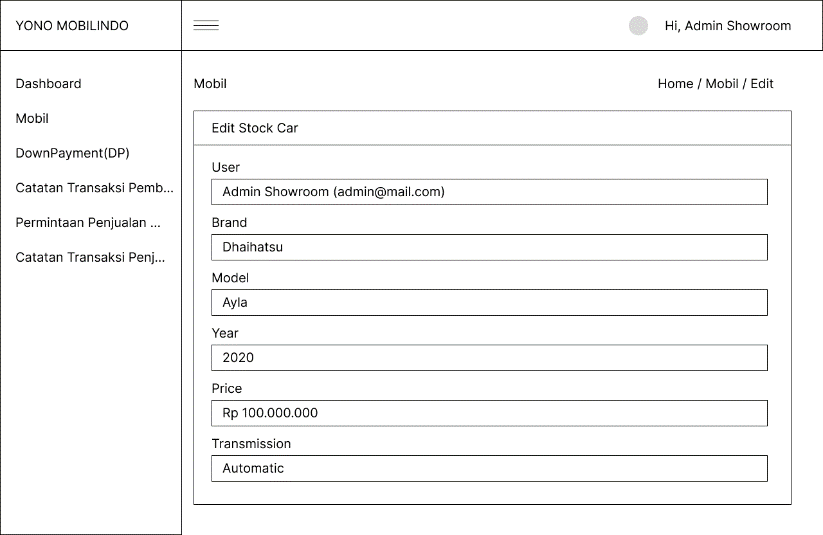 YONO MOBILINDO
Hi, Admin Showroom
Dashboard
Mobil
DownPayment(DP)
Catatan Transaksi Pemb...
Permintaan Penjualan ...
Catatan Transaksi Penj...
Mobil
Home / Mobil / Edit
Edit Stock Car
User
Admin Showroom (admin@mail.com)
Brand
Dhaihatsu
Model
Ayla
Year
2020
Price
Rp 100.000.000
Transmission
Automatic